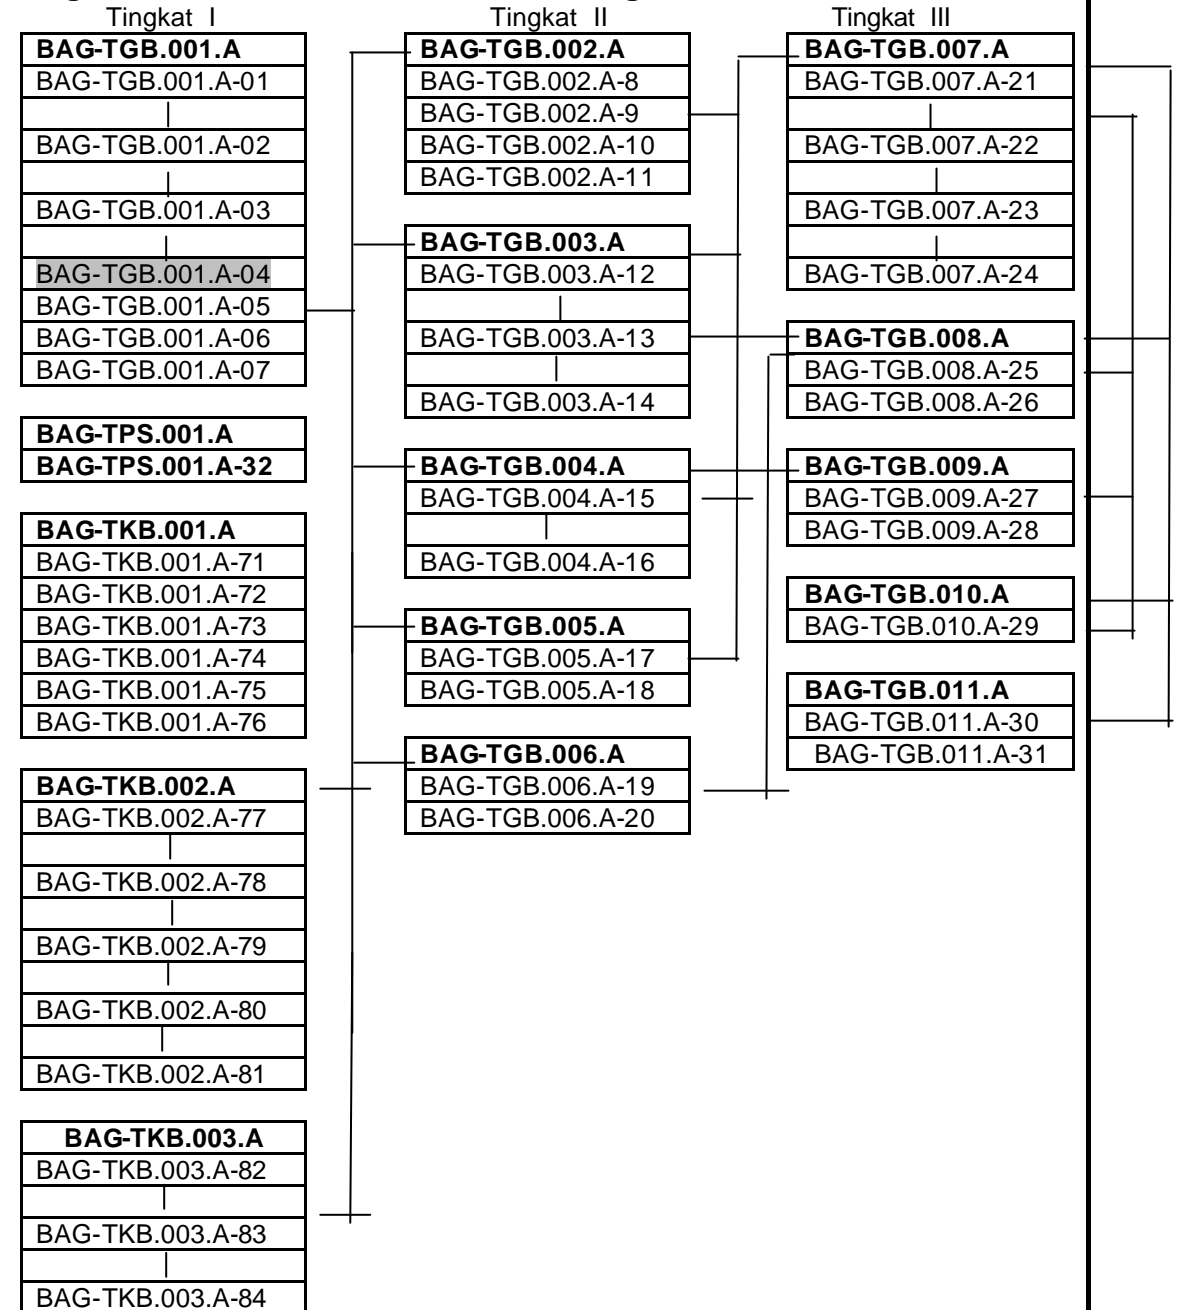 Tingkat I
BAG-TGB.001.A
BAG-TGB.001.A-01
BAG-TGB.001.A-02
BAG-TGB.001.A-03
BAG-TGB.001.A-04
BAG-TGB.001.A-05
BAG-TGB.001.A-06
BAG-TGB.001.A-07
BAG-TPS.001.A
BAG-TPS.001.A-32
BAG-TKB.001.A
BAG-TKB.001.A-71
BAG-TKB.001.A-72
BAG-TKB.001.A-73
BAG-TKB.001.A-74
BAG-TKB.001.A-75
BAG-TKB.001.A-76
BAG-TKB.002.A
BAG-TKB.002.A-77
BAG-TKB.002.A-78
BAG-TKB.002.A-79
BAG-TKB.002.A-80
BAG-TKB.002.A-81
BAG-TKB.003.A
BAG-TKB.003.A-82
BAG-TKB.003.A-83
BAG-TKB.003.A-84
Tingkat II
BAG-TGB.002.A
BAG-TGB.002.A-8
BAG-TGB.002.A-9
BAG-TGB.002.A-10
BAG-TGB.002.A-11
BAG-TGB.003.A
BAG-TGB.003.A-12
BAG-TGB.003.A-13
BAG-TGB.003.A-14
BAG-TGB.004.A
BAG-TGB.004.A-15
BAG-TGB.004.A-16
BAG-TGB.005.A
BAG-TGB.005.A-17
BAG-TGB.005.A-18
BAG-TGB.006.A
BAG-TGB.006.A-19
BAG-TGB.006.A-20
Tingkat III
BAG-TGB.007.A
BAG-TGB.007.A-21
BAG-TGB.007.A-22
BAG-TGB.007.A-23
BAG-TGB.007.A-24
BAG-TGB.008.A
BAG-TGB.008.A-25
BAG-TGB.008.A-26
BAG-TGB.009.A
BAG-TGB.009.A-27
BAG-TGB.009.A-28
BAG-TGB.010.A
BAG-TGB.010.A-29
BAG-TGB.011.A
BAG-TGB.011.A-30
BAG-TGB.011.A-31